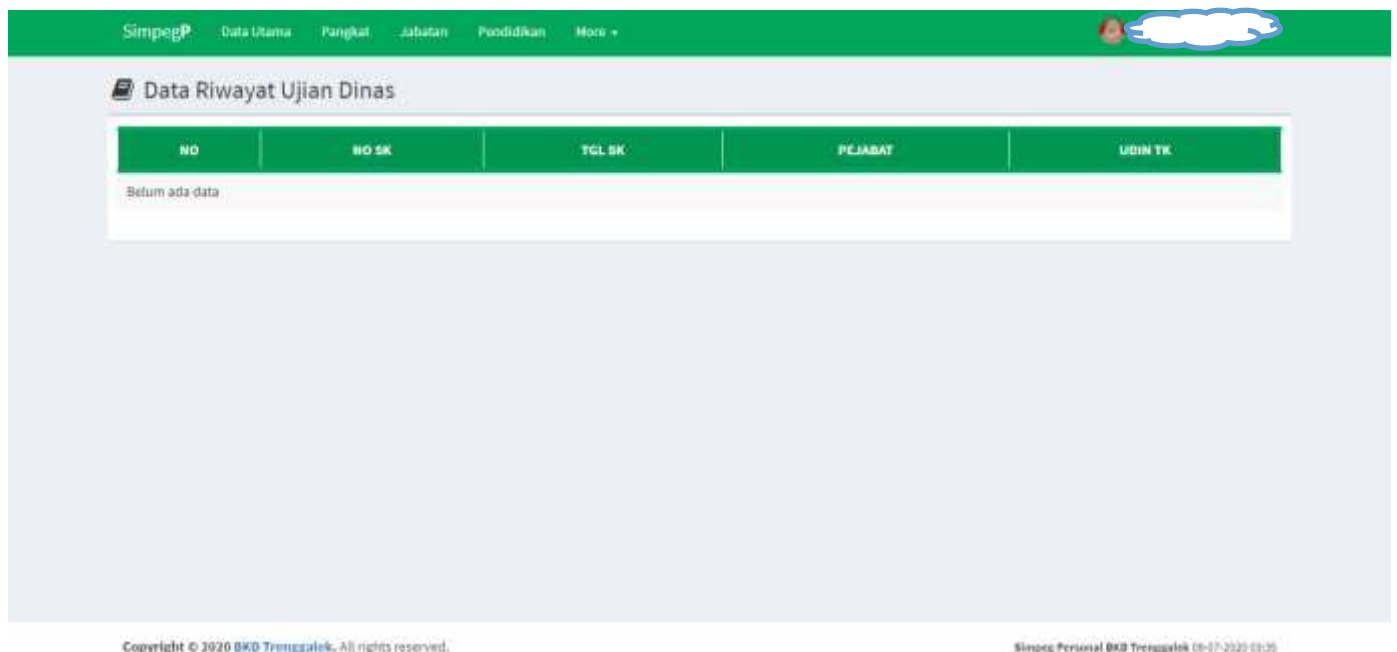 SimpegP Data Utama Pangkat Jabatan Pendidikan More
Data Riwayat Ujian Dinas
NO NO SK TGL SK PEJABAT UDIN TK
Belum ada data
Copyright © 2020 BKD Trenggalek. All rights reserved. Simpeg Personal BKD Trenggalek